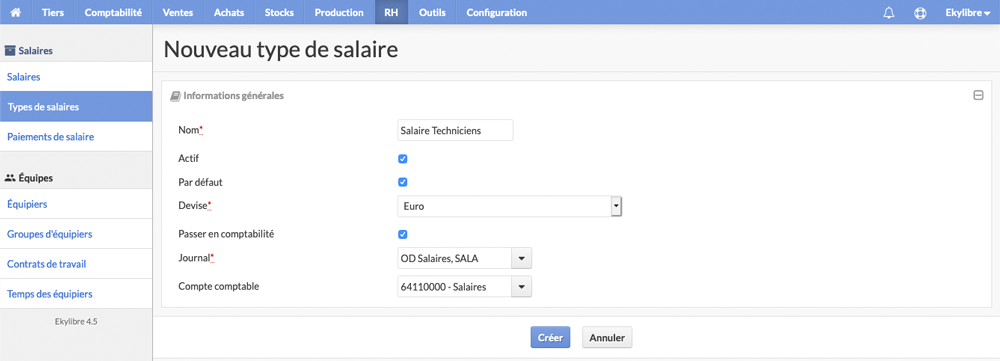 Tiers Comptabilité Ventes Achats Stocks Production RH Outils Configuration Ekylibre
Salaires
Salaires
Types de salaires
Paiements de salaire
Équipes
Équipiers
Groupes d'équipiers
Contrats de travail
Temps des équipiers
Ekylibre 4.5
Nouveau type de salaire
Informations générales
Nom* Salaire Techniciens
Actif
Par défaut
Devise* Euro
Passer en comptabilité
Journal* OD Salaires, SALA
Compte comptable 64110000 - Salaires
Créer Annuler